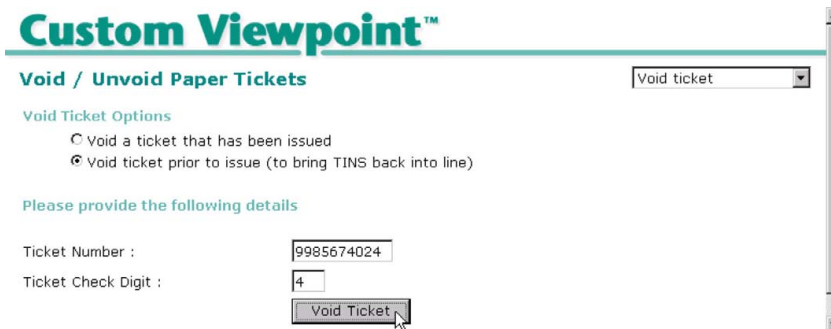 Custom Viewpoint™
Void / Unvoid Paper Tickets
Void ticket
Void Ticket Options
Void a ticket that has been issued
Void ticket prior to issue (to bring TINS back into line)
Please provide the following details
Ticket Number : 9985674024
Ticket Check Digit : 4
Void Ticket